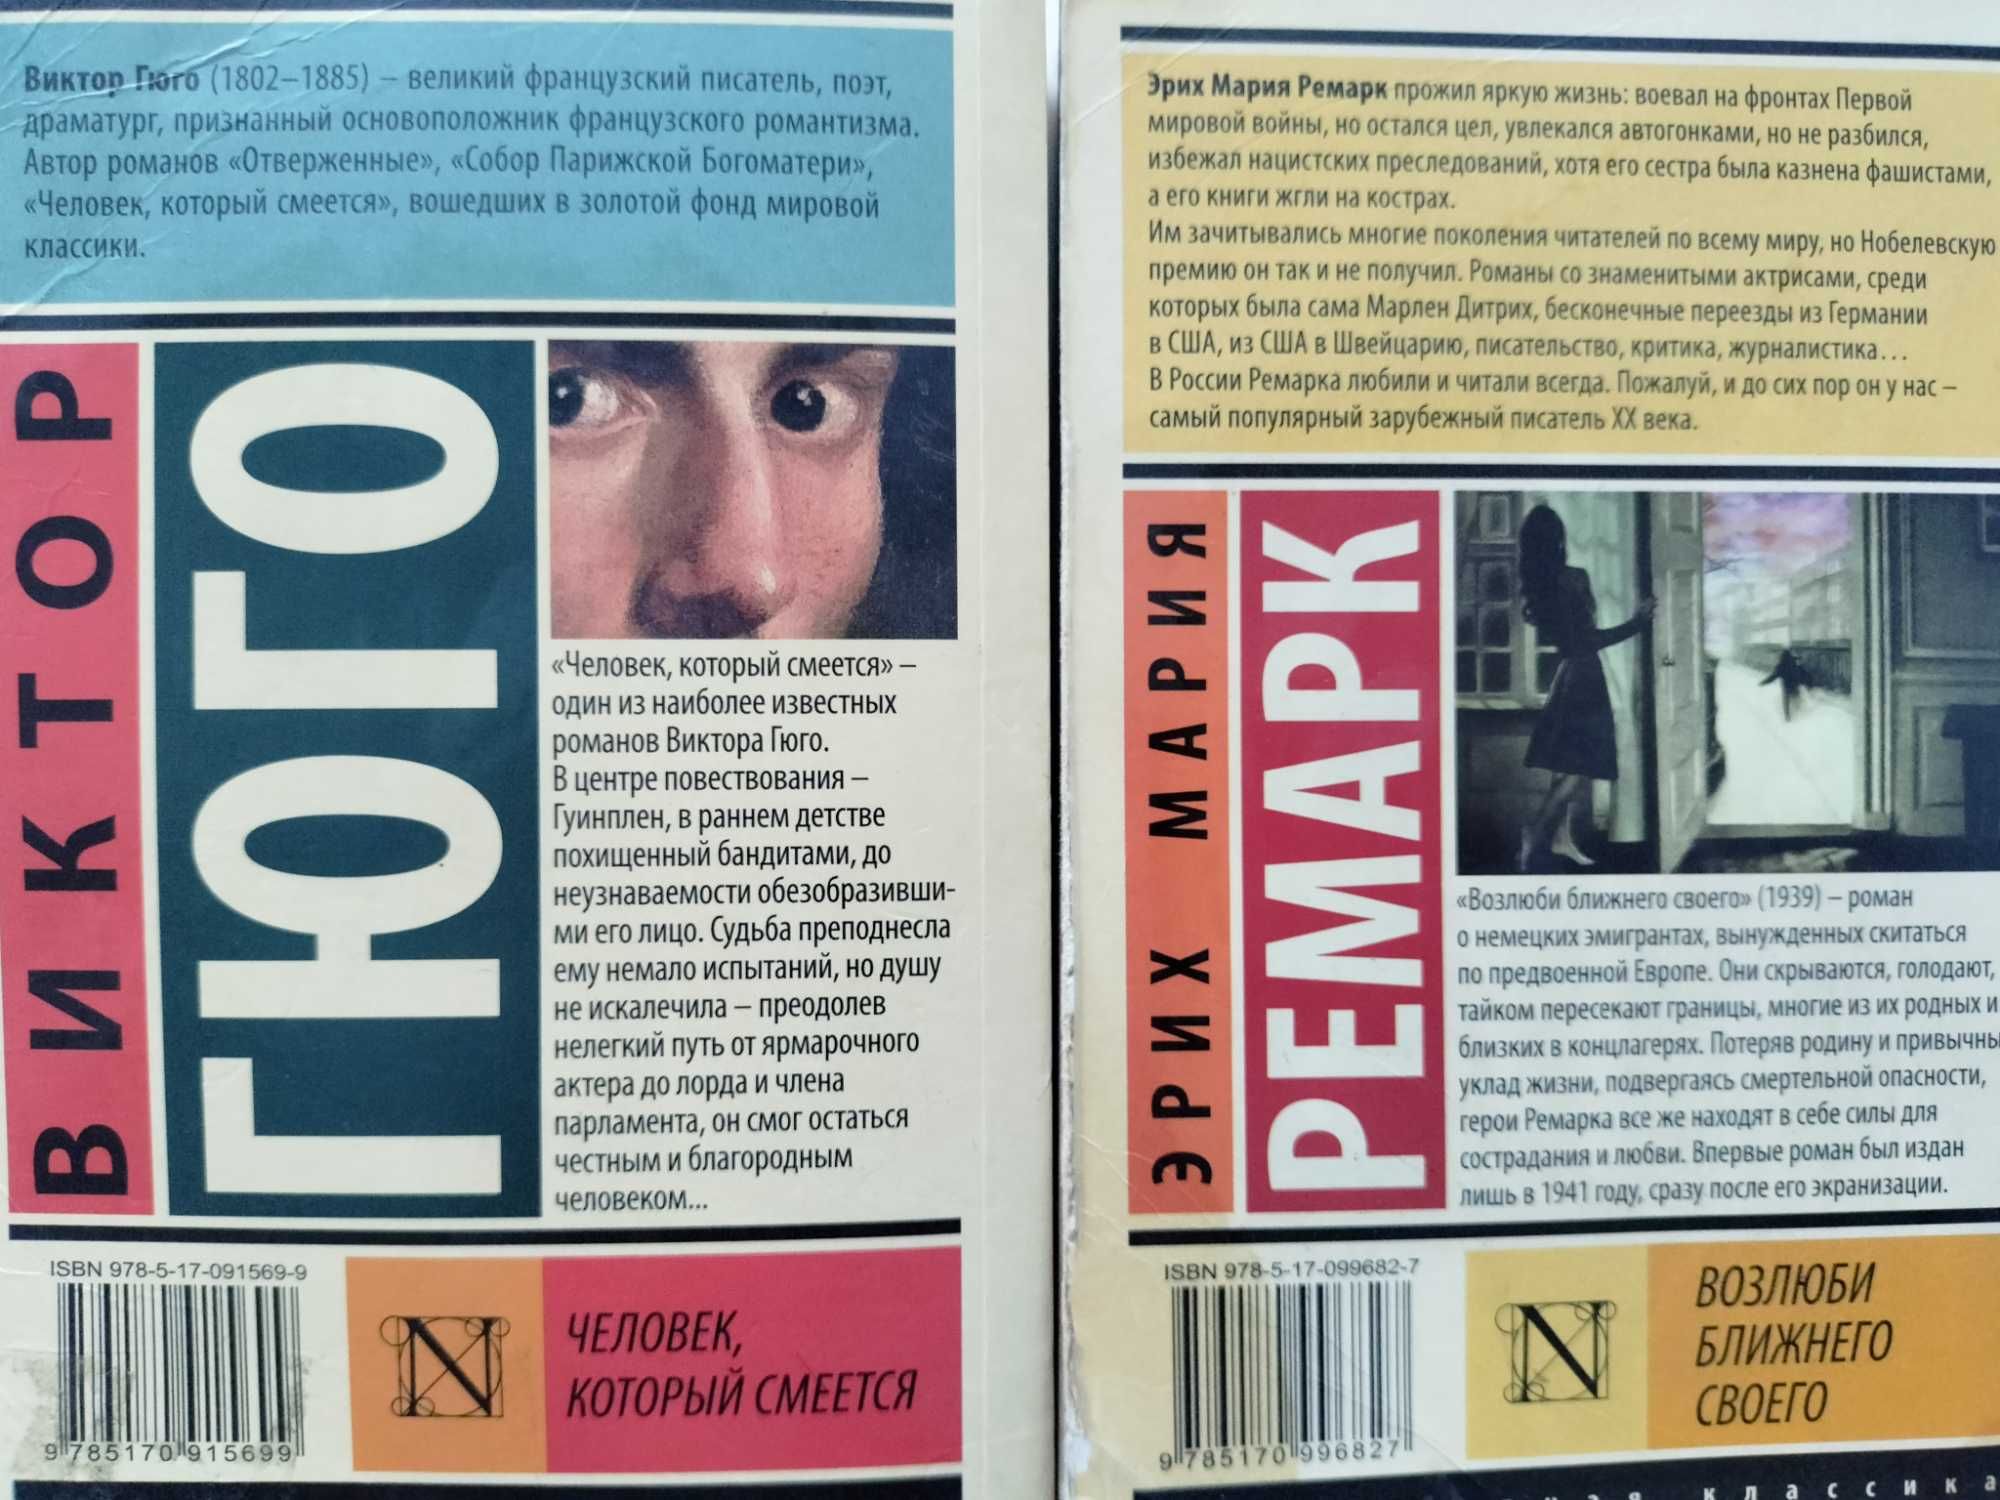 Виктор Гюго (1802–1885) – великий французский писатель, поэт,
драматург, признанный основоположник французского романтизма.
Автор романов «Отверженные», «Собор Парижской Богоматери»,
«Человек, который смеется», вошедших в золотой фонд мировой
классики.
ВИКТОР
ГЮГО
«Человек, который смеется» –
один из наиболее известных
романов Виктора Гюго.
В центре повествования –
Гуинплен, в раннем детстве
похищенный бандитами, до
неузнаваемости обезобразивши-
ми его лицо. Судьба преподнесла
ему немало испытаний, но душу
не искалечила – преодолев
нелегкий путь от ярмарочного
актера до лорда и члена
парламента, он смог остаться
честным и благородным
человеком...
ISBN 978-5-17-091569-9
9 785170 915699
N
ЧЕЛОВЕК,
КОТОРЫЙ СМЕЕТСЯ
Эрих Мария Ремарк прожил яркую жизнь: воевал на фронтах Первой
мировой войны, но остался цел, увлекался автогонками, но не разбился,
избежал нацистских преследований, хотя его сестра была казнена фашистами,
а его книги жгли на кострах.
Им зачитывались многие поколения читателей по всему миру, но Нобелевскую
премию он так и не получил. Романы со знаменитыми актрисами, среди
которых была сама Марлен Дитрих, бесконечные переезды из Германии
в США, из США в Швейцарию, писательство, критика, журналистика...
В России Ремарка любили и читали всегда. Пожалуй, и до сих пор он у нас –
самый популярный зарубежный писатель XX века.
ЭРИХ МАРИЯ
РЕМАРК
«Возлюби ближнего своего» (1939) – роман
о немецких эмигрантах, вынужденных скитаться
по предвоенной Европе. Они скрываются, голодают,
тайком пересекают границы, многие из их родных и
близких в концлагерях. Потеряв родину и привычны
уклад жизни, подвергаясь смертельной опасности,
герои Ремарка все же находят в себе силы для
сострадания и любви. Впервые роман был издан
лишь в 1941 году, сразу после его экранизации.
ISBN 978-5-17-099682-7
9 785170 996827
N
ВОЗЛЮБИ
БЛИЖНЕГО
СВОЕГО
классика